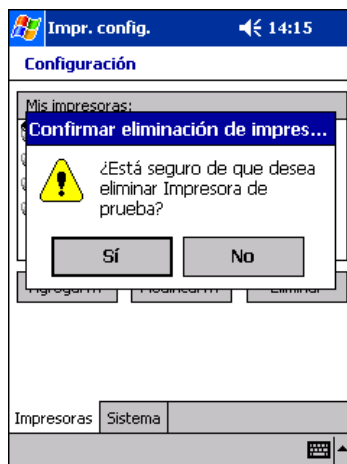 Impr. config. 14:15
Configuración
Mis impresoras:
Confirmar eliminación de impres...
¿Está seguro de que desea
eliminar Impresora de
prueba?
Sí No
Impresoras Sistema